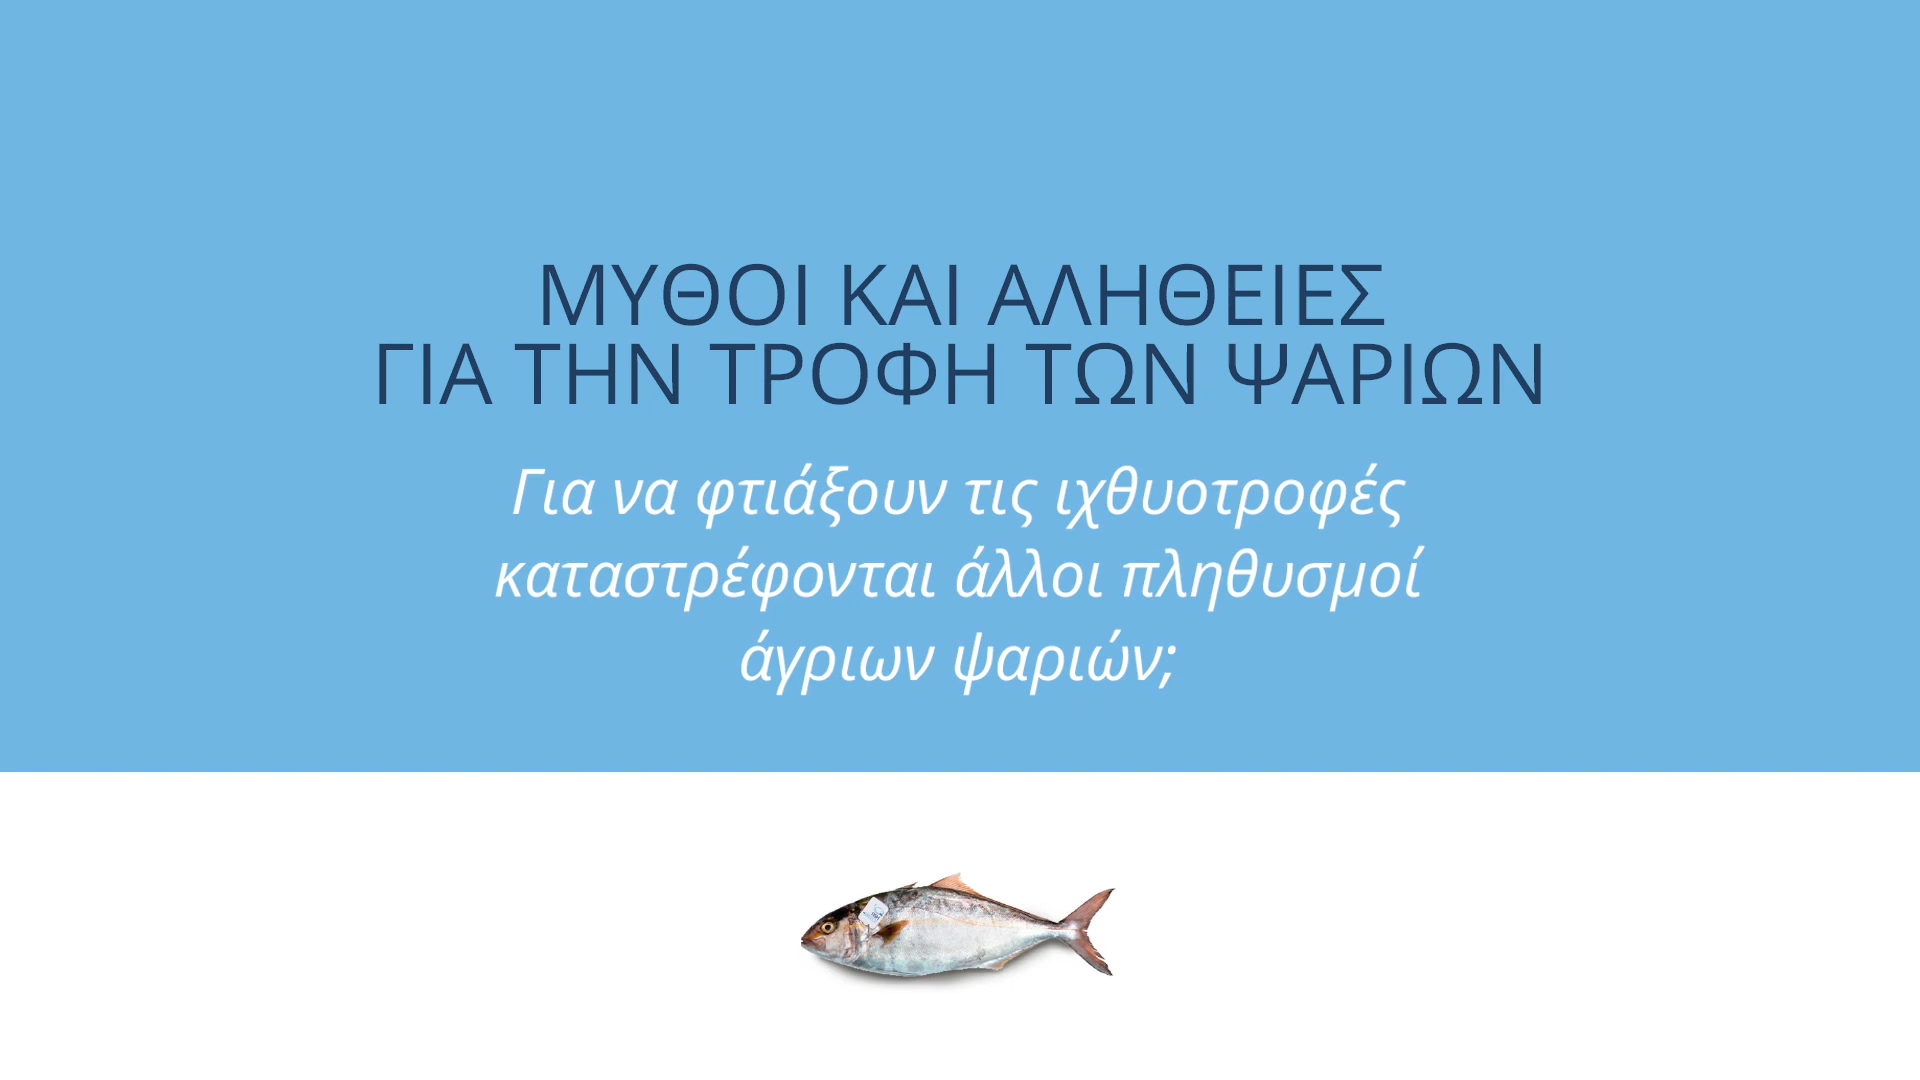 ΜΥΘΟΙ ΚΑΙ ΑΛΗΘΕΙΕΣ
ΓΙΑ ΤΗΝ ΤΡΟΦΗ ΤΩΝ ΨΑΡΙΩΝ
Για να φτιάξουν τις ιχθυοτροφές
καταστρέφονται άλλοι πληθυσμοί
άγριων ψαριών;